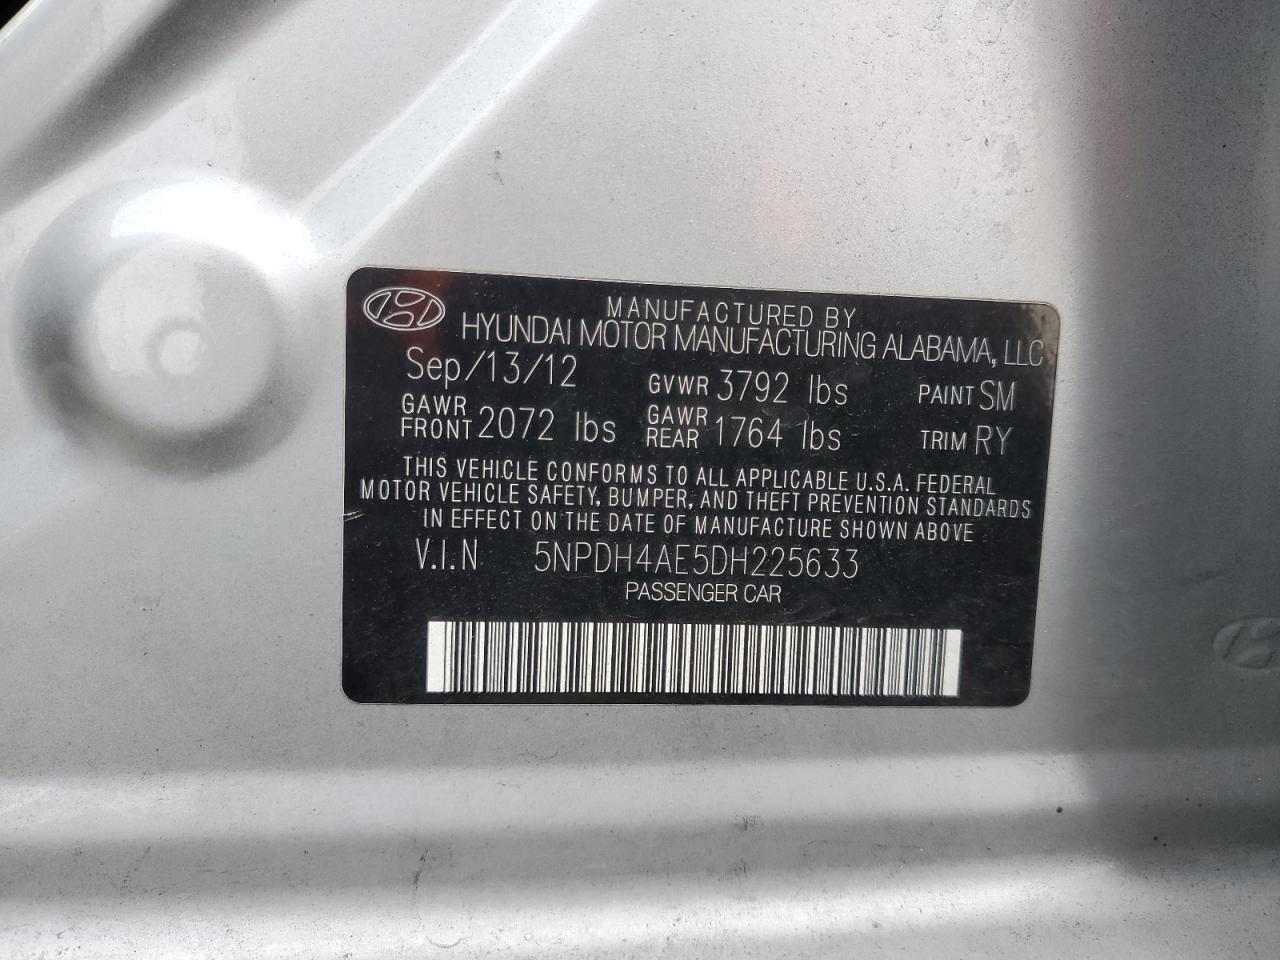 MANUFACTURED BY
HYUNDAI MOTOR MANUFACTURING ALABAMA, LLC
Sep/13/12 GVWR 3792 lbs PAINT SM
GAWR FRONT 2072 lbs GAWR REAR 1764 lbs TRIM RY
THIS VEHICLE CONFORMS TO ALL APPLICABLE U.S.A. FEDERAL
MOTOR VEHICLE SAFETY, BUMPER, AND THEFT PREVENTION STANDARDS
IN EFFECT ON THE DATE OF MANUFACTURE SHOWN ABOVE
V.I.N 5NPDH4AE5DH225633
PASSENGER CAR